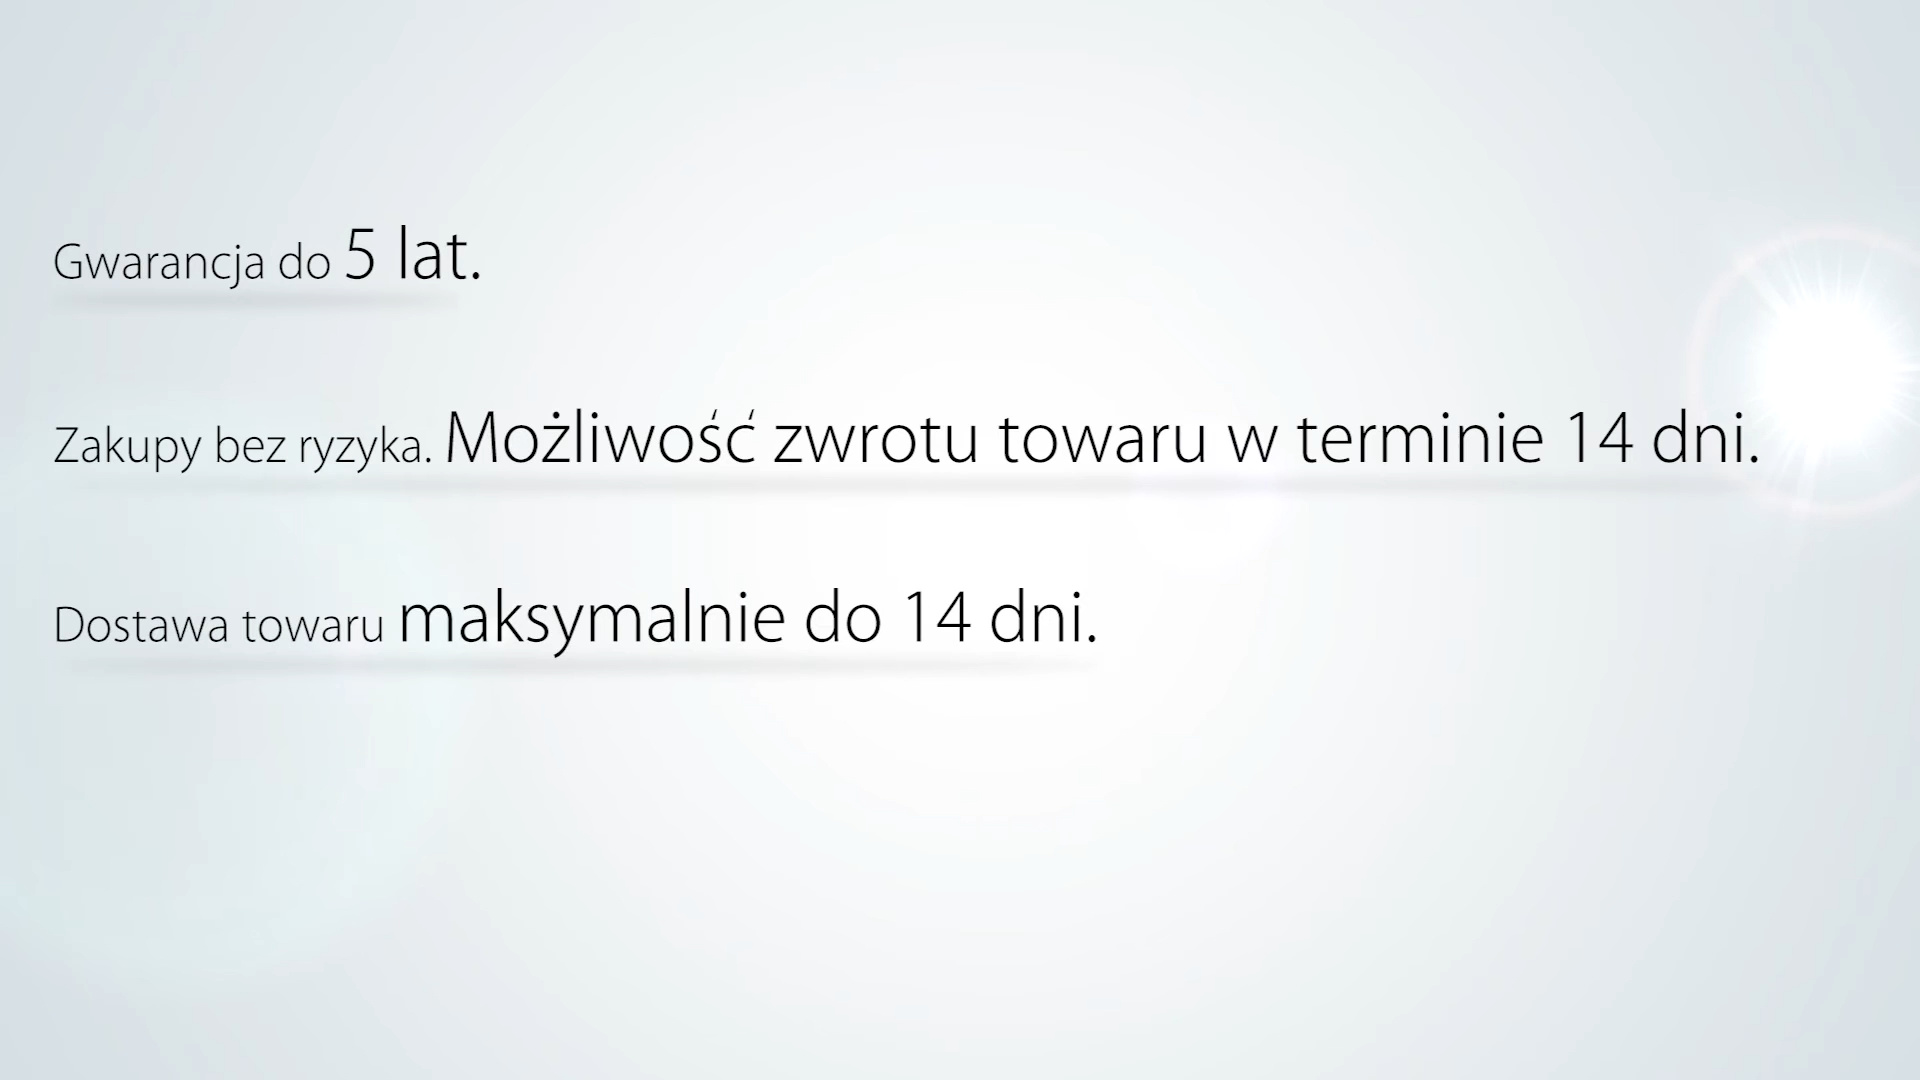 Gwarancja do 5 lat.
Zakupy bez ryzyka. Możliwość zwrotu towaru w terminie 14 dni.
Dostawa towaru maksymalnie do 14 dni.